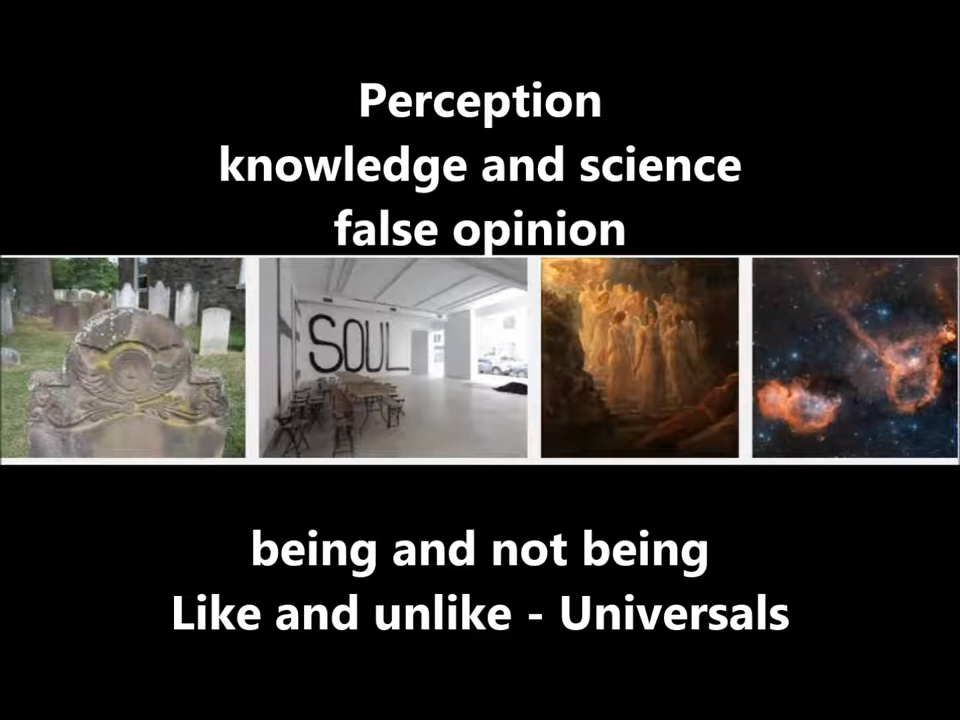 Perception
knowledge and science
false opinion
SOUL
being and not being
Like and unlike - Universals